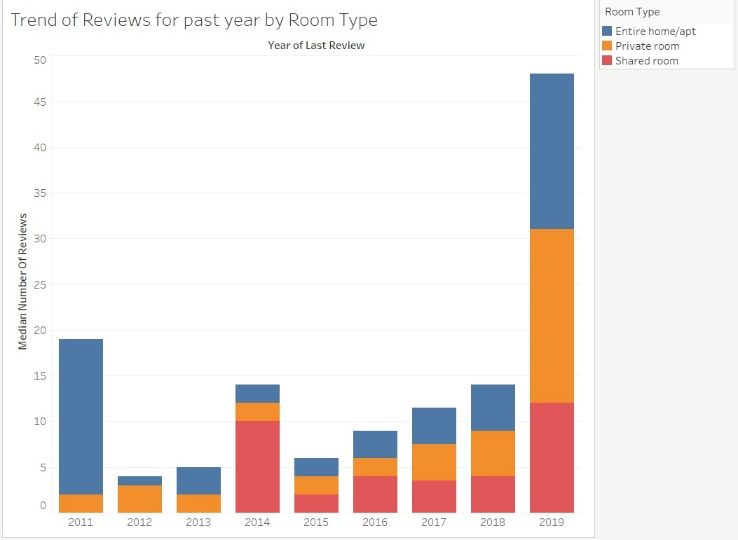 Trend of Reviews for past year by Room Type
Year of Last Review
Room Type
Entire home/apt
Private room
Shared room
Median Number Of Reviews
50
45
40
35
30
25
20
15
10
5
0
2011 2012 2013 2014 2015 2016 2017 2018 2019